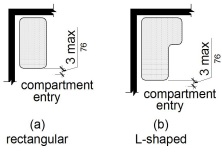 3 max
76
compartment
entry
(a)
rectangular
3 max
76
compartment
entry
(b)
L-shaped